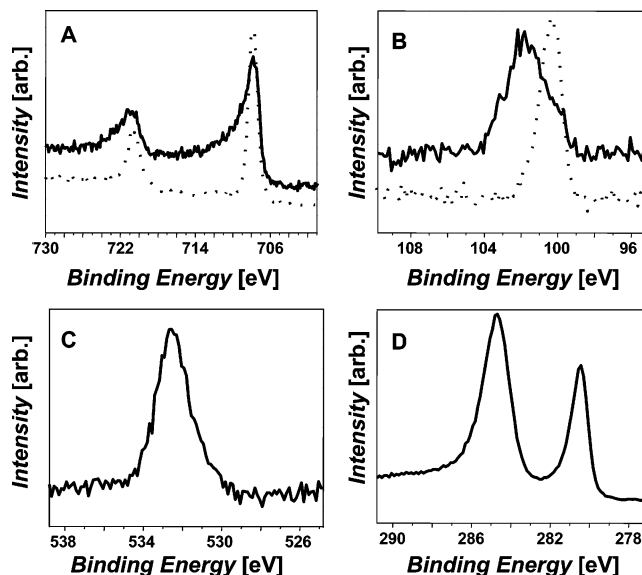 A
Intensity [arb.]
730 722 714 706
Binding Energy [eV]
B
Intensity [arb.]
108 104 100 96
Binding Energy [eV]
C
Intensity [arb.]
538 534 530 526
Binding Energy [eV]
D
Intensity [arb.]
290 286 282 278
Binding Energy [eV]